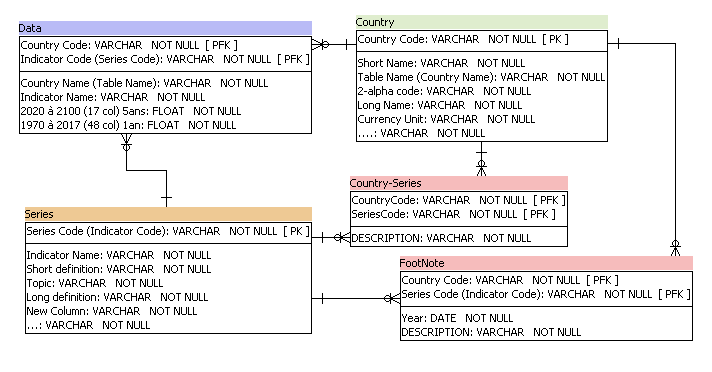 Data
Country Code: VARCHAR NOT NULL [ PFK ]
Indicator Code (Series Code): VARCHAR NOT NULL [ PFK ]
Country Name (Table Name): VARCHAR NOT NULL
Indicator Name: VARCHAR NOT NULL
2020 à 2100 (17 col) 5ans: FLOAT NOT NULL
1970 à 2017 (48 col) 1an: FLOAT NOT NULL
Country
Country Code: VARCHAR NOT NULL [ PK ]
Short Name: VARCHAR NOT NULL
Table Name (Country Name): VARCHAR NOT NULL
2-alpha code: VARCHAR NOT NULL
Long Name: VARCHAR NOT NULL
Currency Unit: VARCHAR NOT NULL
....: VARCHAR NOT NULL
Country-Series
CountryCode: VARCHAR NOT NULL [ PFK ]
SeriesCode: VARCHAR NOT NULL [ PFK ]
DESCRIPTION: VARCHAR NOT NULL
Series
Series Code (Indicator Code): VARCHAR NOT NULL [ PK ]
Indicator Name: VARCHAR NOT NULL
Short definition: VARCHAR NOT NULL
Topic: VARCHAR NOT NULL
Long definition: VARCHAR NOT NULL
New Column: VARCHAR NOT NULL
...: VARCHAR NOT NULL
FootNote
Country Code: VARCHAR NOT NULL [ PFK ]
Series Code (Indicator Code): VARCHAR NOT NULL [ PFK ]
Year: DATE NOT NULL
DESCRIPTION: VARCHAR NOT NULL